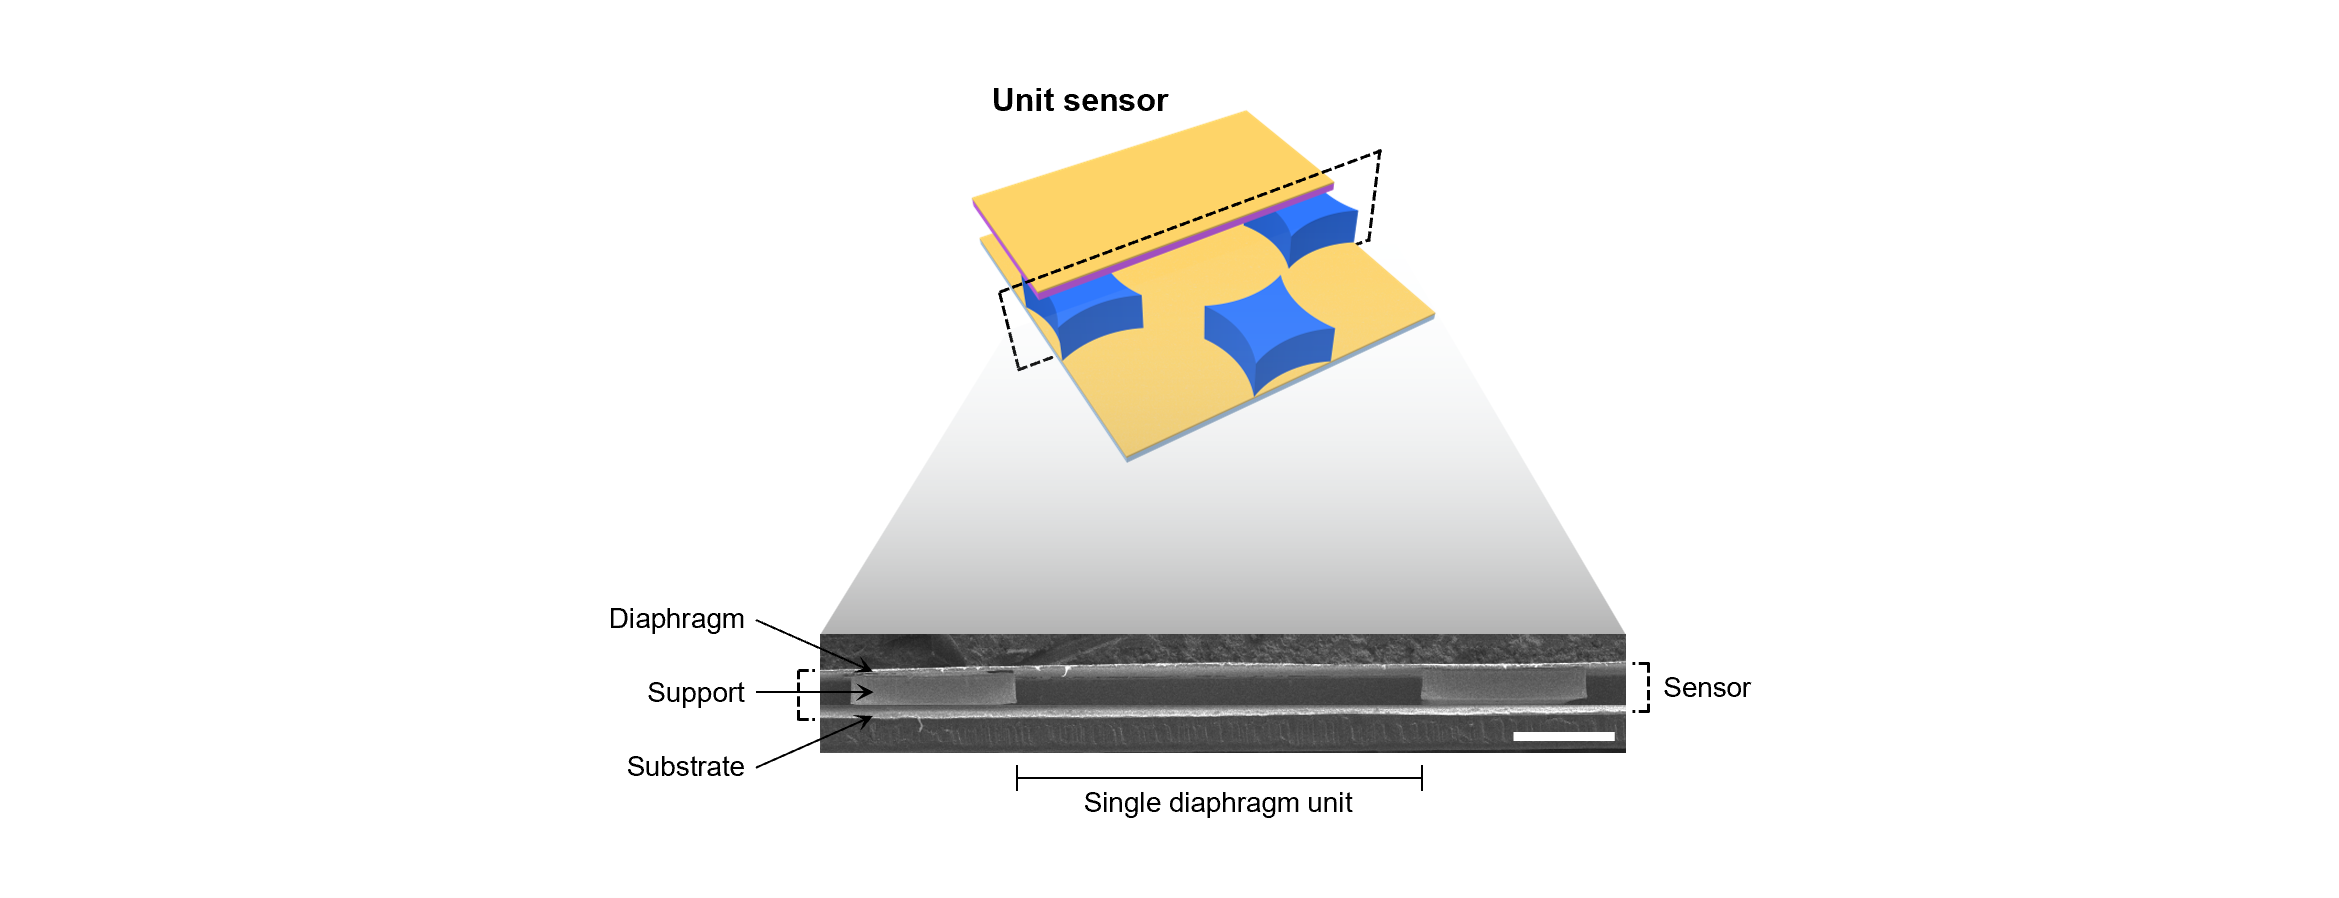 Unit sensor
Diaphragm
Support
Sensor
Substrate
Single diaphragm unit